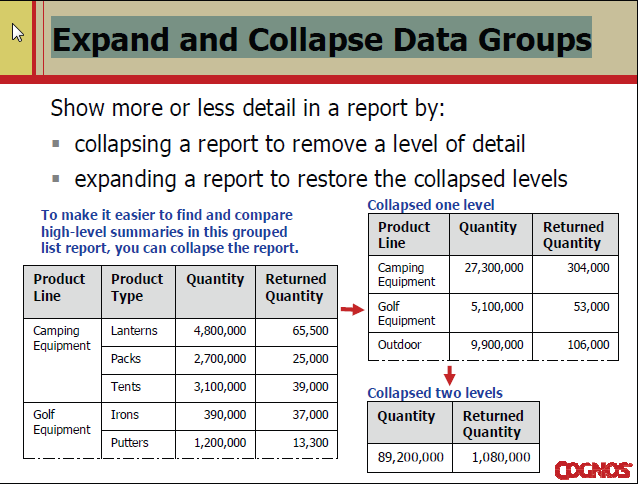 Expand and Collapse Data Groups
Show more or less detail in a report by:
▪ collapsing a report to remove a level of detail
▪ expanding a report to restore the collapsed levels
To make it easier to find and compare
high-level summaries in this grouped
list report, you can collapse the report.
Product Line Product Type Quantity Returned Quantity
Camping Equipment Lanterns 4,800,000 65,500
Packs 2,700,000 25,000
Tents 3,100,000 39,000
Golf Equipment Irons 390,000 37,000
Putters 1,200,000 13,300
Collapsed one level
Product Line Quantity Returned Quantity
Camping Equipment 27,300,000 304,000
Golf Equipment 5,100,000 53,000
Outdoor 9,900,000 106,000
Collapsed two levels
Quantity Returned Quantity
89,200,000 1,080,000
COGNOS